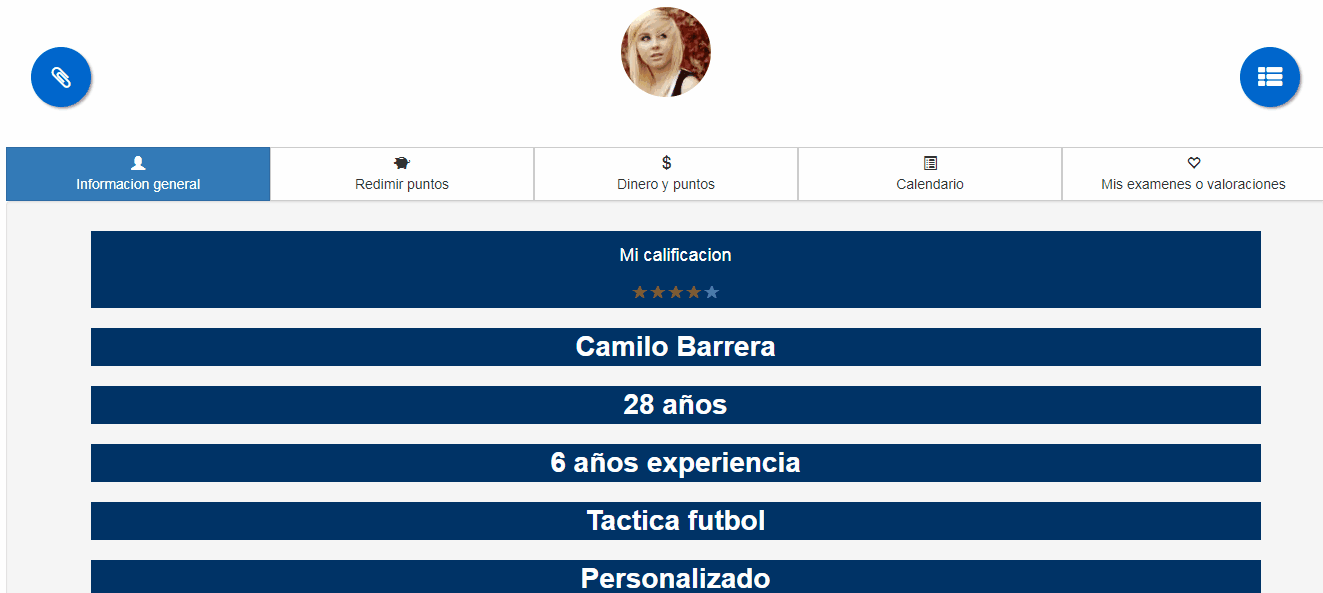 Informacion general
Redimir puntos
Dinero y puntos
Calendario
Mis examenes o valoraciones
Mi calificacion
Camilo Barrera
28 años
6 años experiencia
Tactica futbol
Personalizado